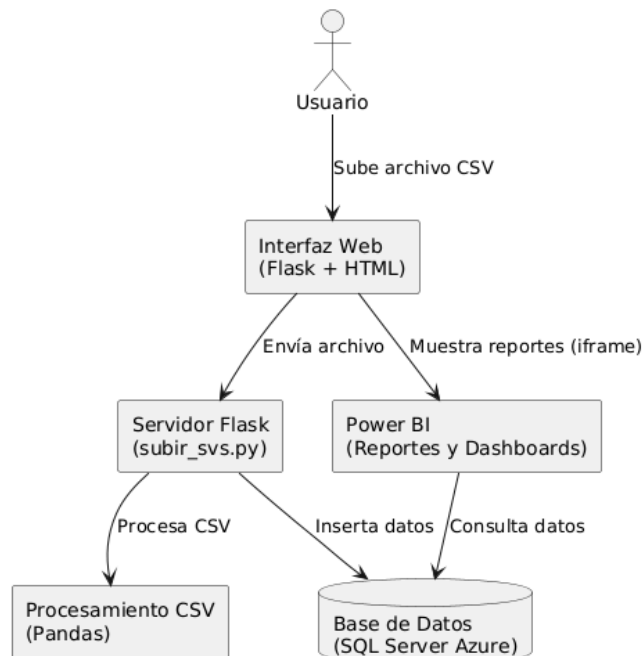 Usuario
Sube archivo CSV
Interfaz Web
(Flask + HTML)
Envía archivo
Muestra reportes (iframe)
Servidor Flask
(subir_svs.py)
Power BI
(Reportes y Dashboards)
Procesa CSV
Inserta datos
Consulta datos
Procesamiento CSV
(Pandas)
Base de Datos
(SQL Server Azure)